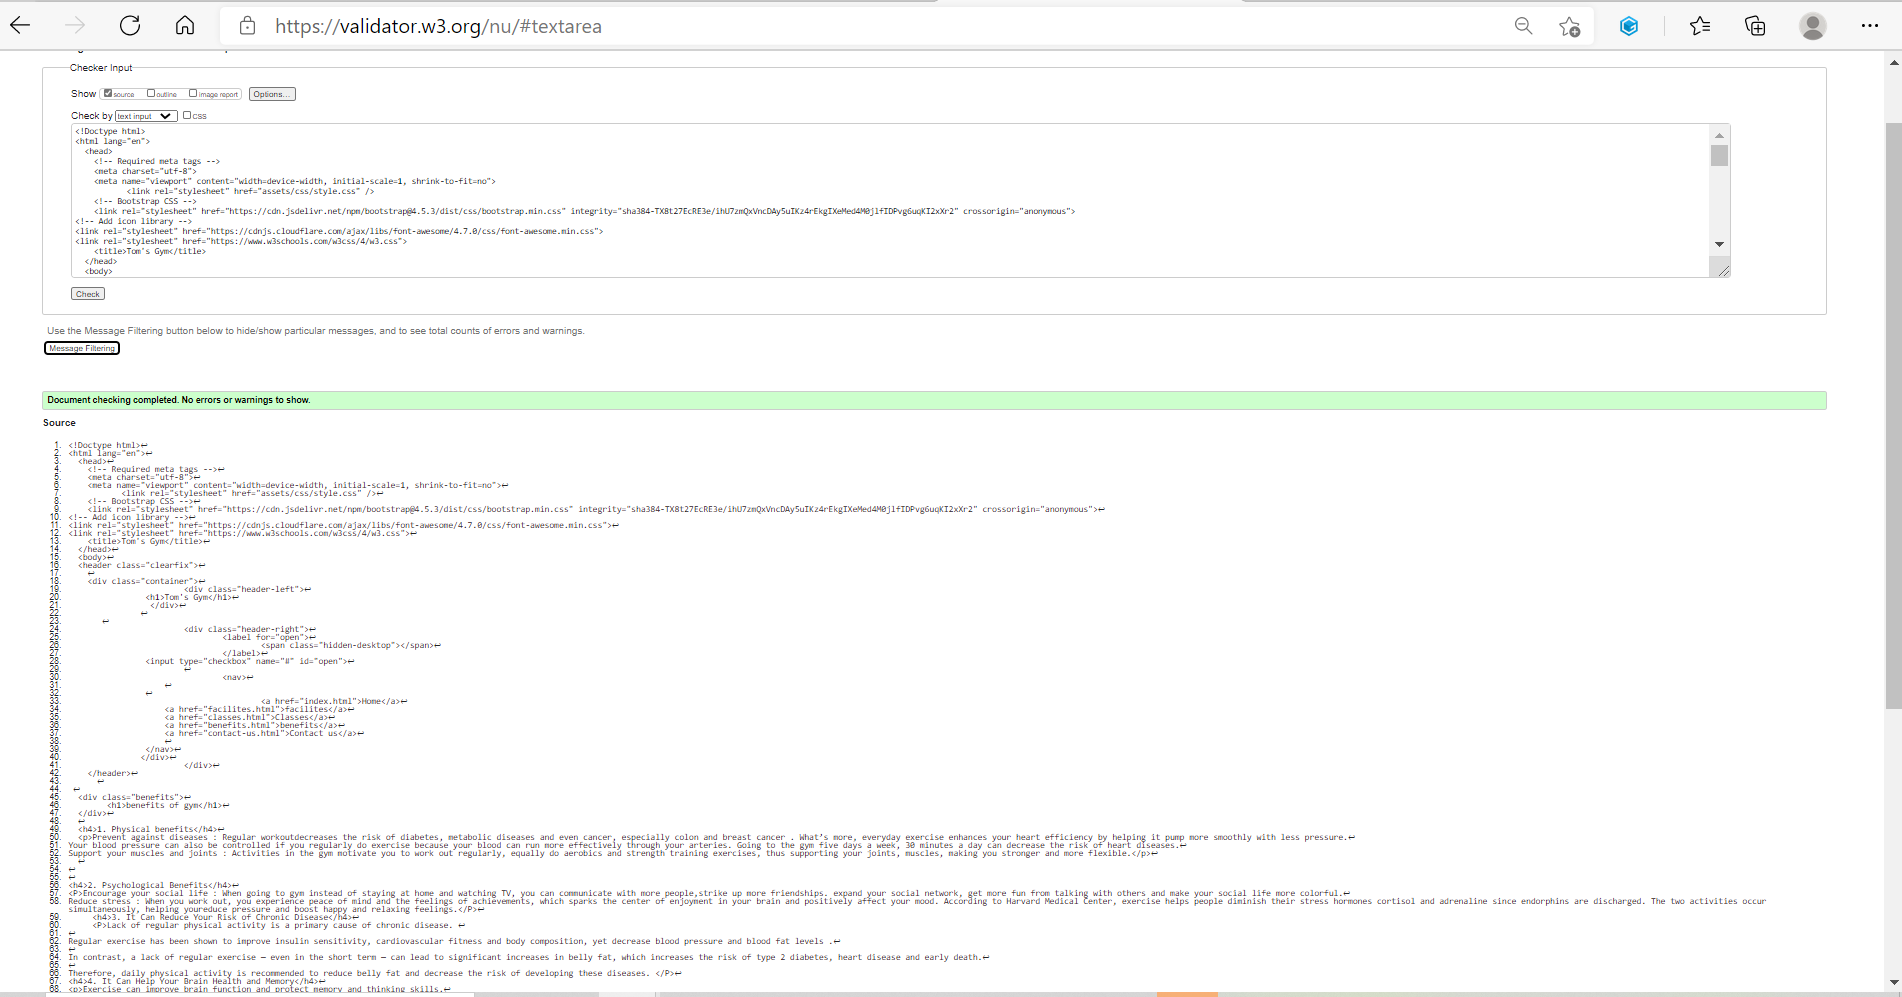 https://validator.w3.org/nu/#textarea
Checker Input
Show source outline image report Options...
Check by text input CSS
<!Doctype html>
<html lang="en">
<head>
<!-- Required meta tags -->
<meta charset="utf-8">
<meta name="viewport" content="width=device-width, initial-scale=1, shrink-to-fit=no">
<link rel="stylesheet" href="assets/css/style.css" />
<!-- Bootstrap CSS -->
<link rel="stylesheet" href="https://cdn.jsdelivr.net/npm/bootstrap@4.5.3/dist/css/bootstrap.min.css" integrity="sha384-TX8t27EcRE3e/ihU7zmQxVncDAy5uIKz4rEkgIXeMed4M0jlfIDPvg6uqKI2xXr2" crossorigin="anonymous">
<!-- Add icon library -->
<link rel="stylesheet" href="https://cdnjs.cloudflare.com/ajax/libs/font-awesome/4.7.0/css/font-awesome.min.css">
<link rel="stylesheet" href="https://www.w3schools.com/w3css/4/w3.css">
<title>Tom's Gym</title>
</head>
<body>
Check
Use the Message Filtering button below to hide/show particular messages, and to see total counts of errors and warnings.
Message Filtering
Document checking completed. No errors or warnings to show.
Source
1. <!Doctype html>↩
2. <html lang="en">↩
3. <head>↩
4. <!-- Required meta tags -->↩
5. <meta charset="utf-8">↩
6. <meta name="viewport" content="width=device-width, initial-scale=1, shrink-to-fit=no">↩
7. <link rel="stylesheet" href="assets/css/style.css" />↩
8. <!-- Bootstrap CSS -->↩
9. <link rel="stylesheet" href="https://cdn.jsdelivr.net/npm/bootstrap@4.5.3/dist/css/bootstrap.min.css" integrity="sha384-TX8t27EcRE3e/ihU7zmQxVncDAy5uIKz4rEkgIXeMed4M0jlfIDPvg6uqKI2xXr2" crossorigin="anonymous">↩
10. <!-- Add icon library -->↩
11. <link rel="stylesheet" href="https://cdnjs.cloudflare.com/ajax/libs/font-awesome/4.7.0/css/font-awesome.min.css">↩
12. <link rel="stylesheet" href="https://www.w3schools.com/w3css/4/w3.css">↩
13. <title>Tom's Gym</title>↩
14. </head>↩
15. <body>↩
16. <header class="clearfix">↩
17. ↩
18. <div class="container">↩
19. <div class="header-left">↩
20. <h1>Tom's Gym</h1>↩
21. </div>↩
22. ↩
23. ↩
24. <div class="header-right">↩
25. <label for="open">↩
26. <span class="hidden-desktop"></span>↩
27. </label>↩
28. <input type="checkbox" name="#" id="open">↩
29. ↩
30. <nav>↩
31. ↩
32. ↩
33. <a href="index.html">Home</a>↩
34. <a href="facilites.html">facilites</a>↩
35. <a href="classes.html">Classes</a>↩
36. <a href="benefits.html">benefits</a>↩
37. <a href="contact-us.html">Contact us</a>↩
38. ↩
39. </nav>↩
40. </div>↩
41. </div>↩
42. </header>↩
43. ↩
44. ↩
45. <div class="benefits">↩
46. <h1>benefits of gym</h1>↩
47. </div>↩
48. ↩
49. <h4>1. Physical benefits</h4>↩
50. <p>Prevent against diseases : Regular workoutdecreases the risk of diabetes, metabolic diseases and even cancer, especially colon and breast cancer . What's more, everyday exercise enhances your heart efficiency by helping it pump more smoothly with less pressure.↩
51. Your blood pressure can also be controlled if you regularly do exercise because your blood can run more effectively through your arteries. Going to the gym five days a week, 30 minutes a day can decrease the risk of heart diseases.↩
52. Support your muscles and joints : Activities in the gym motivate you to work out regularly, equally do aerobics and strength training exercises, thus supporting your joints, muscles, making you stronger and more flexible.</p>↩
53. ↩
54. ↩
55. ↩
56. <h4>2. Psychological Benefits</h4>↩
57. <P>Encourage your social life : When going to gym instead of staying at home and watching TV, you can communicate with more people,strike up more friendships. expand your social network, get more fun from talking with others and make your social life more colorful.↩
58. Reduce stress : When you work out, you experience peace of mind and the feelings of achievements, which sparks the center of enjoyment in your brain and positively affect your mood. According to Harvard Medical Center, exercise helps people diminish their stress hormones cortisol and adrenaline since endorphins are discharged. The two activities occur
simultaneously, helping youreduce pressure and boost happy and relaxing feelings.</P>↩
59. <h4>3. It Can Reduce Your Risk of Chronic Disease</h4>↩
60. <P>Lack of regular physical activity is a primary cause of chronic disease. ↩
61. ↩
62. Regular exercise has been shown to improve insulin sensitivity, cardiovascular fitness and body composition, yet decrease blood pressure and blood fat levels .↩
63. ↩
64. In contrast, a lack of regular exercise — even in the short term — can lead to significant increases in belly fat, which increases the risk of type 2 diabetes, heart disease and early death.↩
65. ↩
66. Therefore, daily physical activity is recommended to reduce belly fat and decrease the risk of developing these diseases. </P>↩
67. <h4>4. It Can Help Your Brain Health and Memory</h4>↩
68. <p>Exercise can improve brain function and protect memory and thinking skills.↩